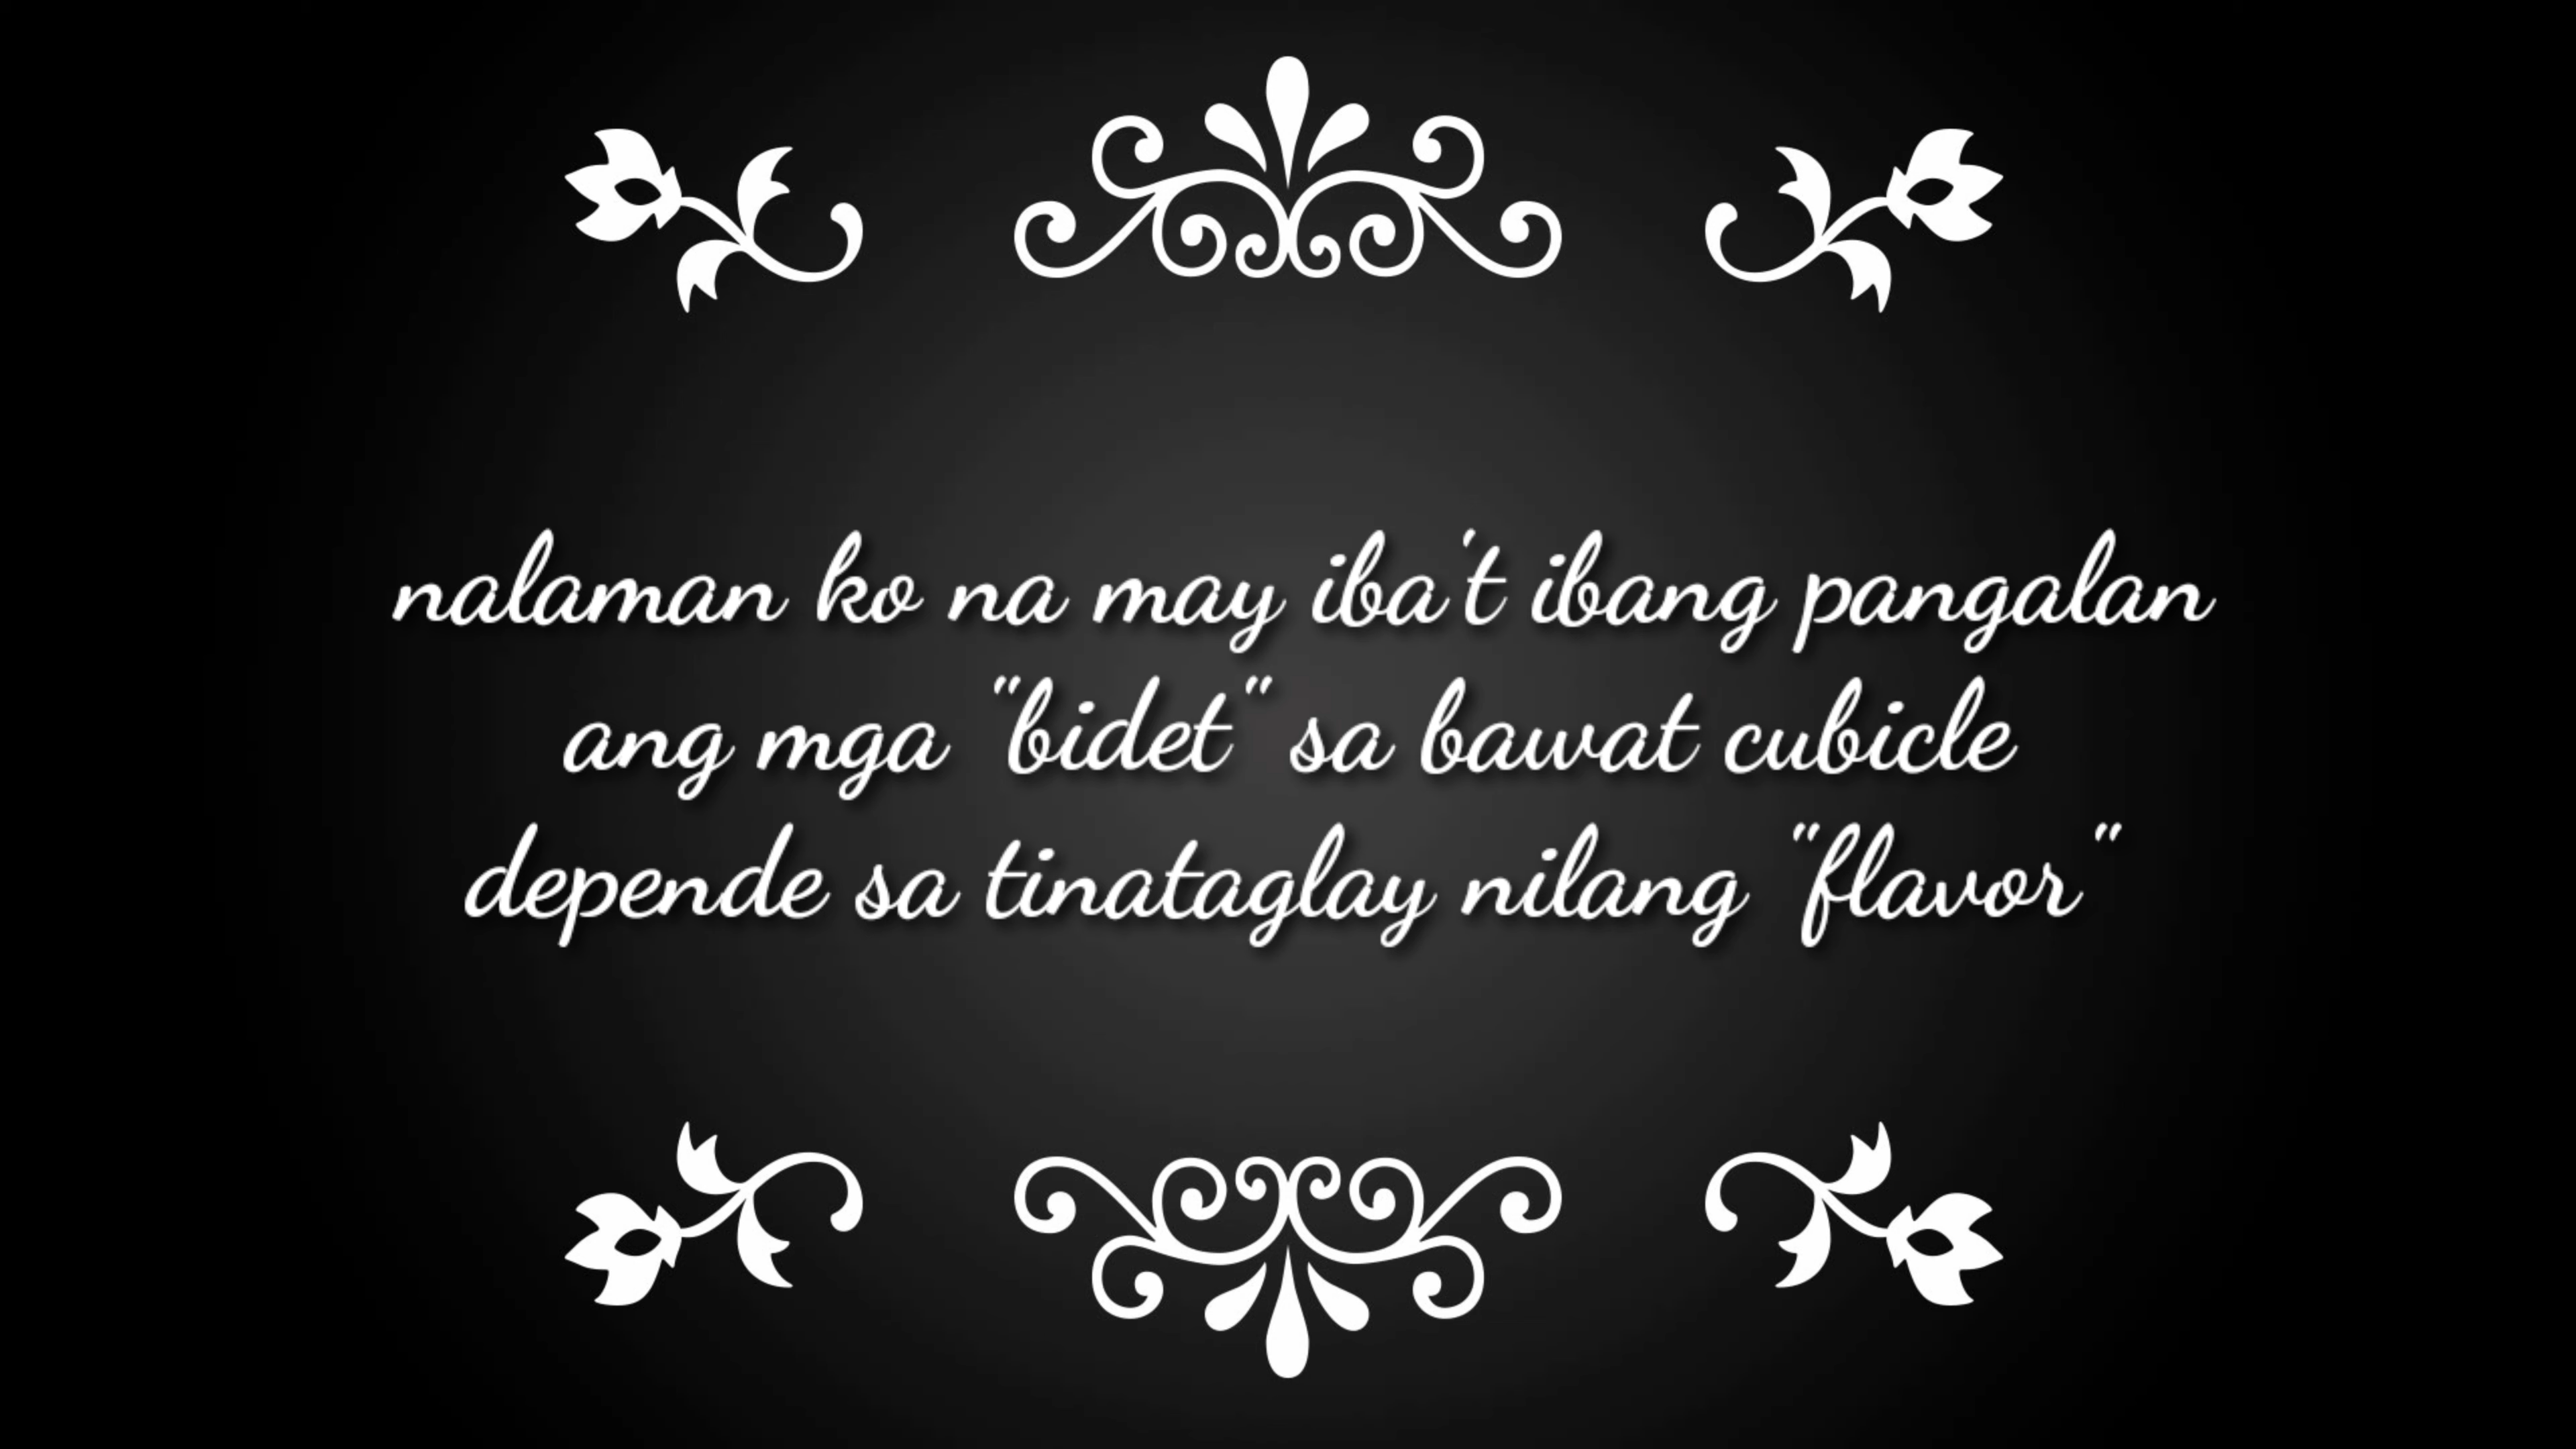 nalaman ko na may iba't ibang pangalan
ang mga "bidet" sa bawat cubicle
depende sa tinataglay nilang "flavor"